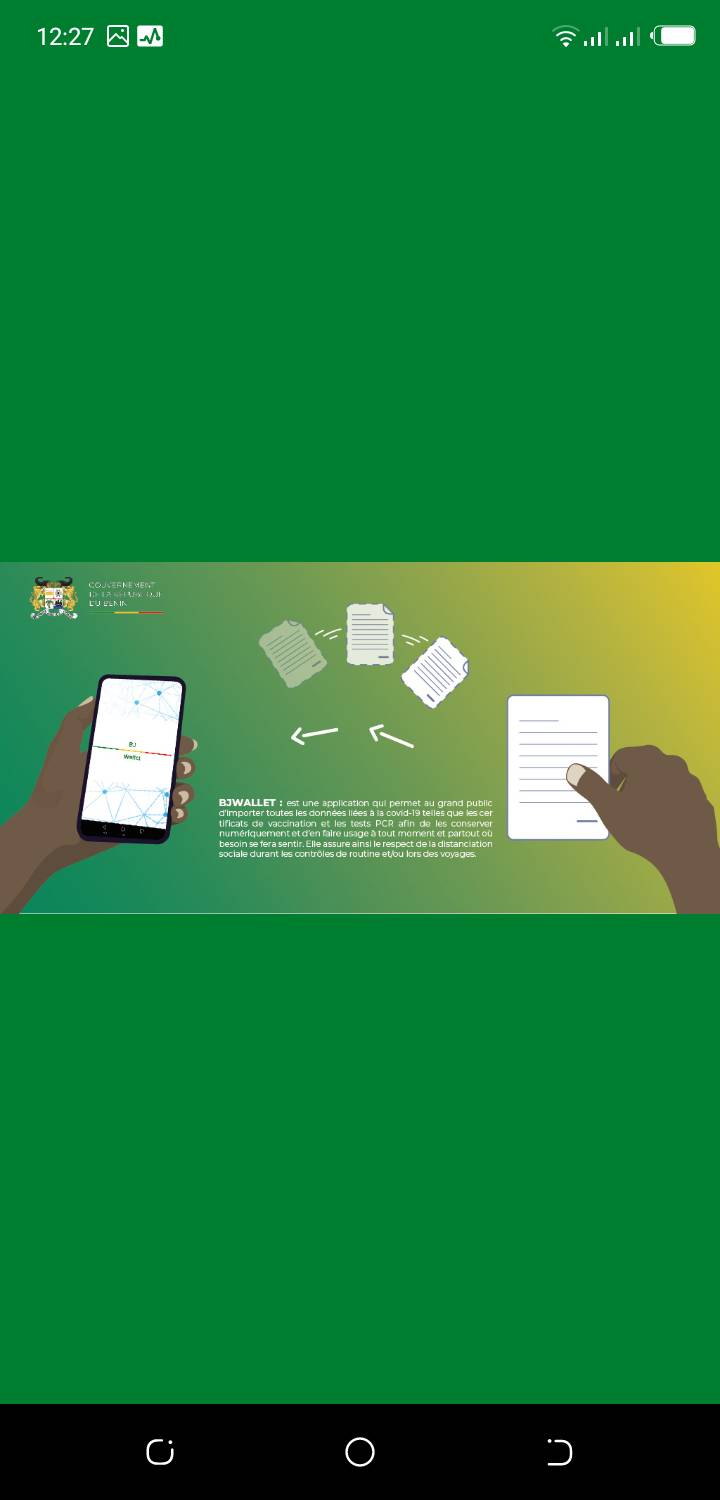 12:27
GOUVERNEMENT
DE LA RÉPUBLIQUE
DU BÉNIN
BJ
Wallet
BJWALLET : est une application qui permet au grand public
d'importer toutes les données liées à la covid-19 telles que les cer
tificats de vaccination et les tests PCR afin de les conserver
numériquement et d'en faire usage à tout moment et partout où
besoin se fera sentir. Elle assure ainsi le respect de la distanciation
sociale durant les contrôles de routine et/ou lors des voyages.